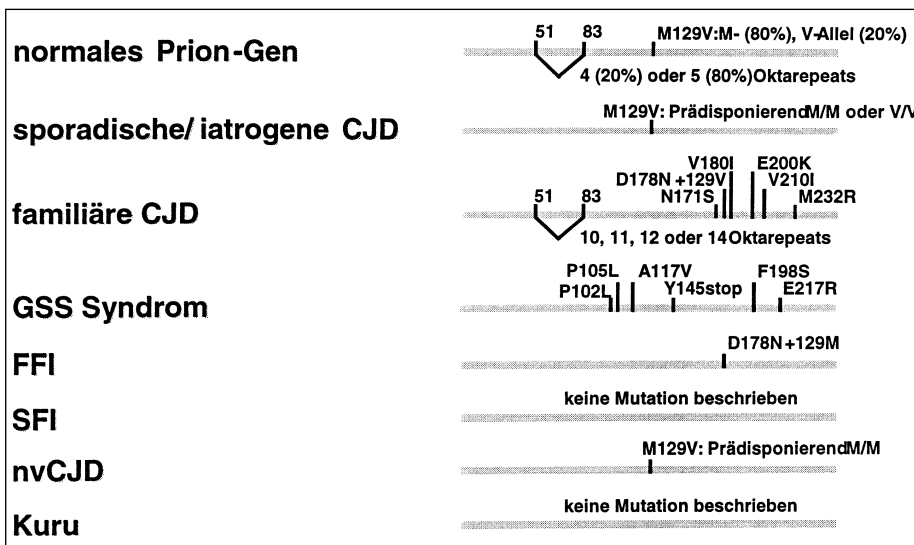 normales Prion-Gen
51 83 M129V:M- (80%), V-Allel (20%)
4 (20%) oder 5 (80%)Oktarepeats
sporadische/iatrogene CJD
M129V: PrädisponierendM/M oder V/V
familiäre CJD
V180I E200K
D178N +129V V210I
51 83 N171S M232R
10, 11, 12 oder 14Oktarepeats
GSS Syndrom
P105L A117V F198S
P102L Y145stop E217R
FFI
D178N +129M
SFI
keine Mutation beschrieben
nvCJD
M129V: PrädisponierendM/M
Kuru
keine Mutation beschrieben